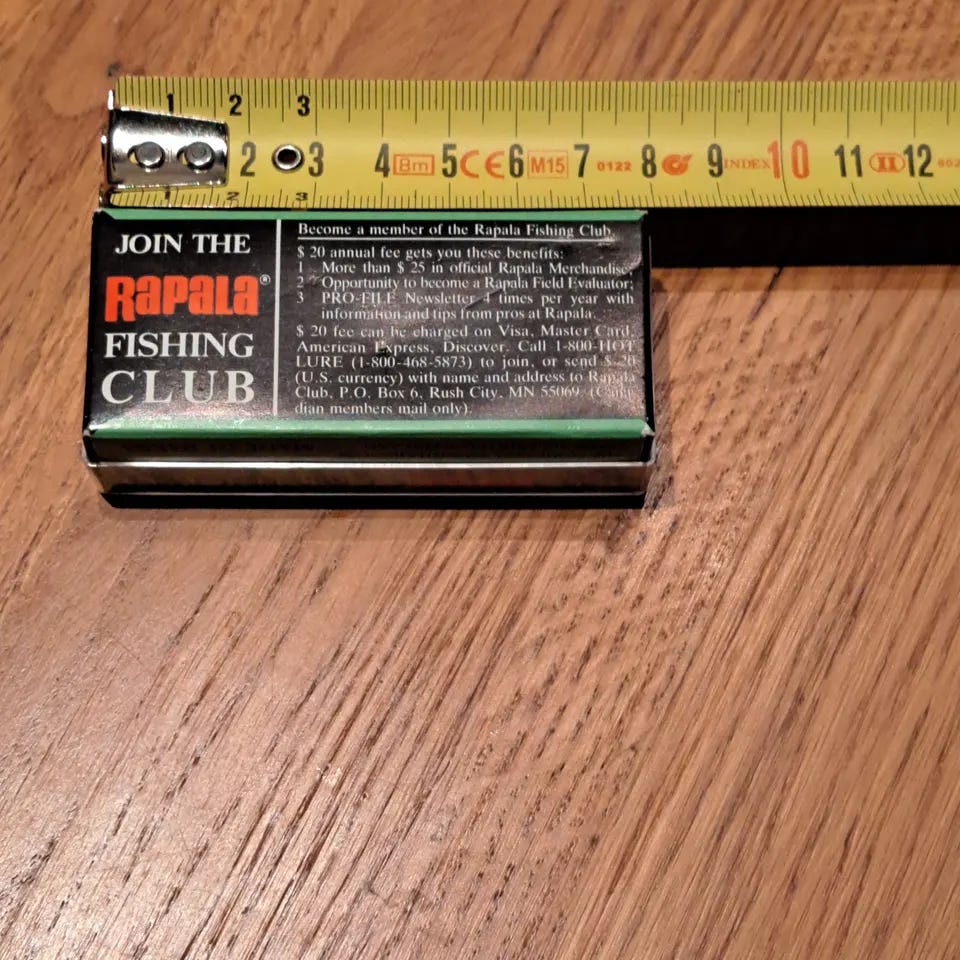 1 2 3
2 3 4 8m 5 CE 6 M15 7 0122 8 9 INDEX 10 11 II 12
1 2 3
JOIN THE
Rapala®
FISHING
CLUB
Become a member of the Rapala Fishing Club
$ 20 annual fee gets you these benefits:
1 More than $ 25 in official Rapala Merchandise
2 Opportunity to become a Rapala Field Evaluator
3 PRO-FILE Newsletter 4 times per year with
information and tips from pros at Rapala.
$ 20 fee can be charged on Visa, Master Card,
American Express, Discover. Call 1-800-HOT
LURE (1-800-468-5873) to join, or send $ 20
(U.S. currency) with name and address to Rapala
Club, P.O. Box 6, Rush City, MN 55069. (Cana
dian members mail only).